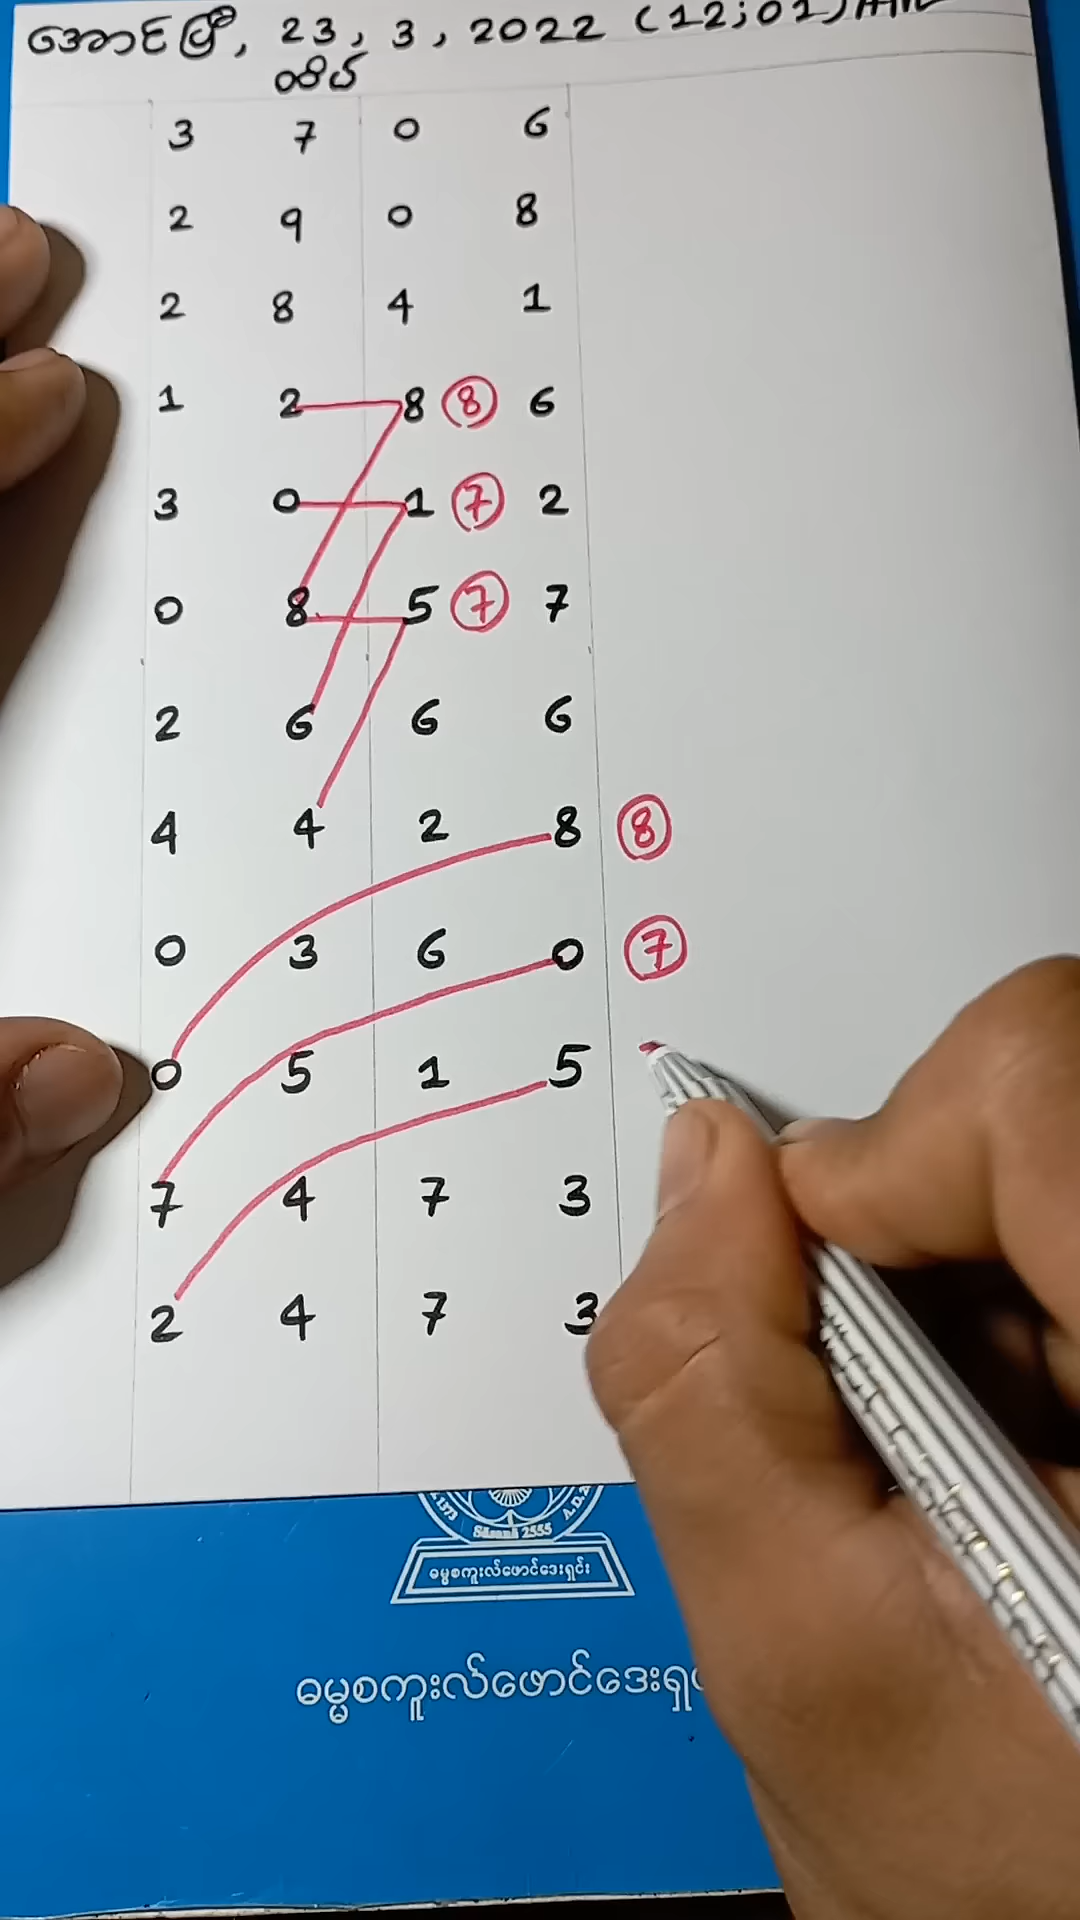 အောင်ဗြို, 23, 3, 2022 (12;01)
ထိပ်
3 7 0 6
2 9 0 8
2 8 4 1
1 2 8 8 6
3 0 1 7 2
0 8 5 7 7
2 6 6 6
4 4 2 8 8
0 3 6 0 7
0 5 1 5
7 4 7 3
2 4 7 3
1373
Sāsanā 2555
A.D.2
ဓမ္မစကူးလ်ဖောင်ဒေးရှင်း
ဓမ္မစကူးလ်ဖောင်ဒေးရှ